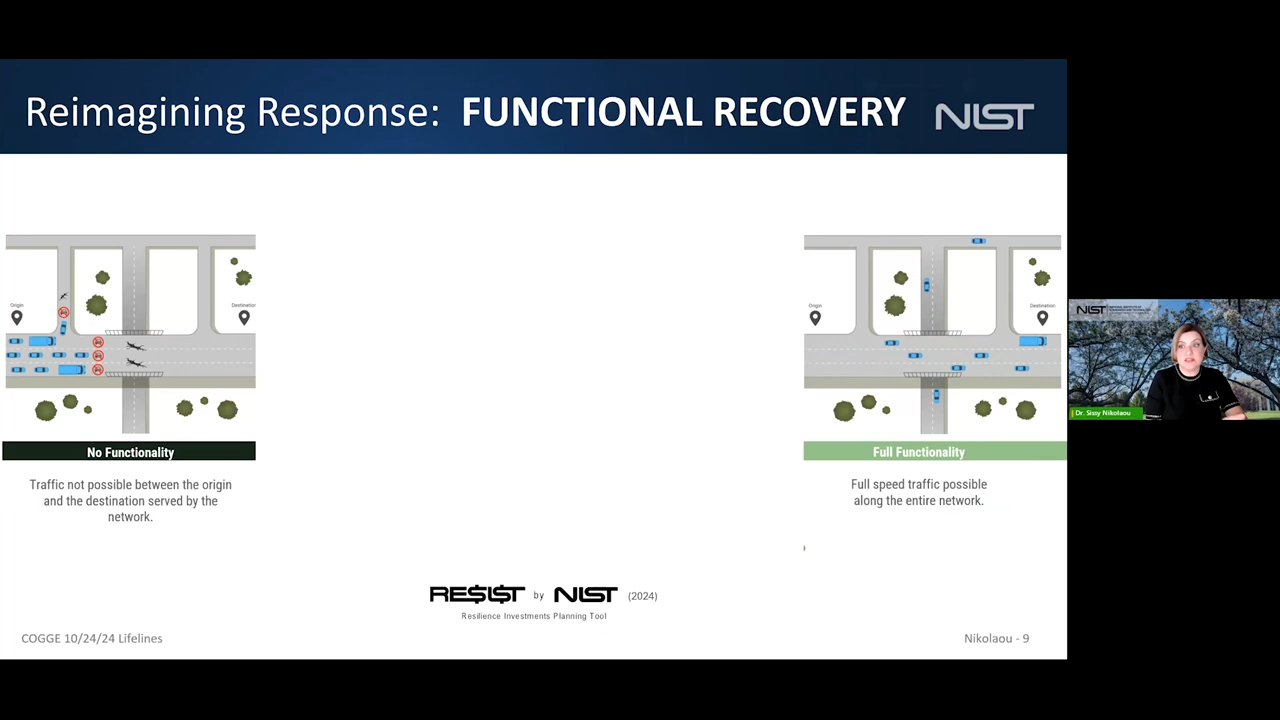 Reimagining Response: FUNCTIONAL RECOVERY
NIST
Origin
Destination
No Functionality
Traffic not possible between the origin
and the destination served by the
network.
Origin
Destination
Full Functionality
Full speed traffic possible
along the entire network.
RE$I$T by NIST (2024)
Resilience Investments Planning Tool
COGGE 10/24/24 Lifelines
Nikolaou - 9
NIST
Dr. Sissy Nikolaou